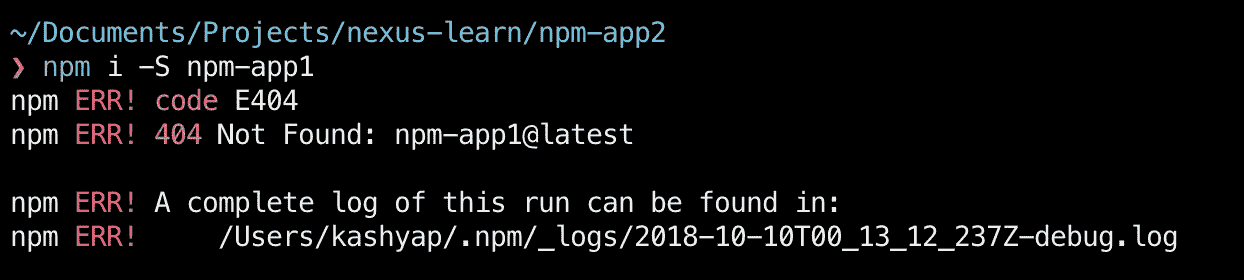 ~/Documents/Projects/nexus-learn/npm-app2
❯ npm i -S npm-app1
npm ERR! code E404
npm ERR! 404 Not Found: npm-app1@latest
npm ERR! A complete log of this run can be found in:
npm ERR!     /Users/kashyap/.npm/_logs/2018-10-10T00_13_12_237Z-debug.log